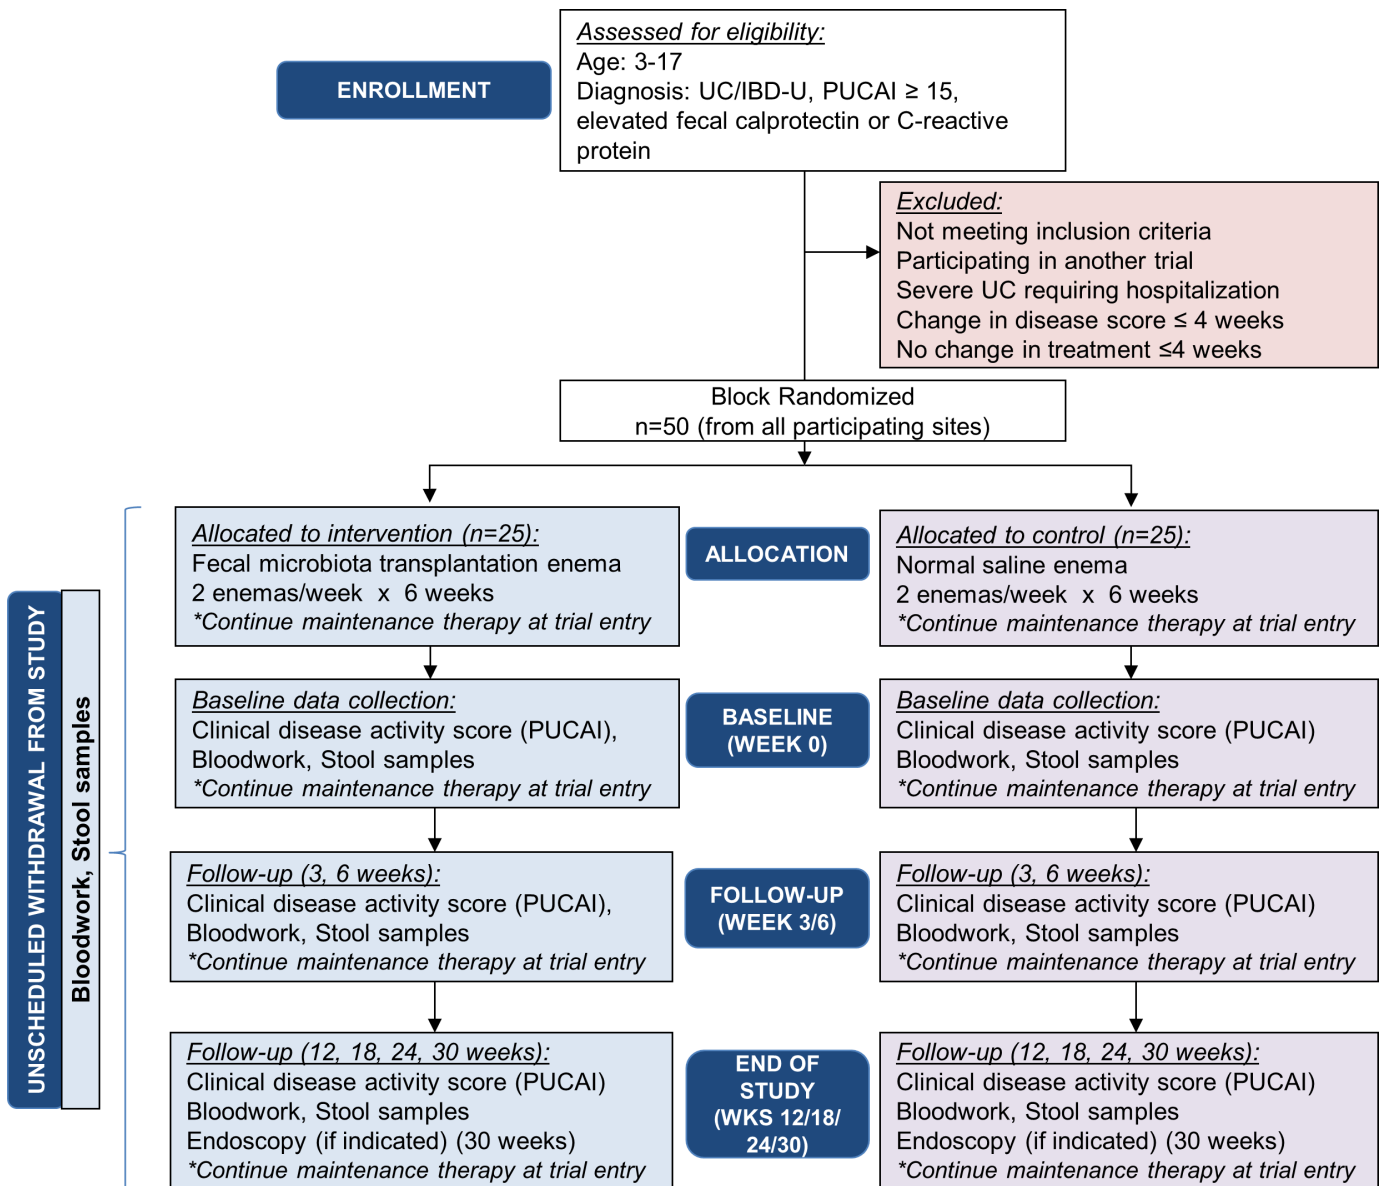 ENROLLMENT
Assessed for eligibility:
Age: 3-17
Diagnosis: UC/IBD-U, PUCAI ≥ 15,
elevated fecal calprotectin or C-reactive
protein
Excluded:
Not meeting inclusion criteria
Participating in another trial
Severe UC requiring hospitalization
Change in disease score ≤ 4 weeks
No change in treatment ≤4 weeks
Block Randomized
n=50 (from all participating sites)
UNSCHEDULED WITHDRAWAL FROM STUDY
Bloodwork, Stool samples
Allocated to intervention (n=25):
Fecal microbiota transplantation enema
2 enemas/week x 6 weeks
*Continue maintenance therapy at trial entry
ALLOCATION
Allocated to control (n=25):
Normal saline enema
2 enemas/week x 6 weeks
*Continue maintenance therapy at trial entry
Baseline data collection:
Clinical disease activity score (PUCAI),
Bloodwork, Stool samples
*Continue maintenance therapy at trial entry
BASELINE
(WEEK 0)
Baseline data collection:
Clinical disease activity score (PUCAI)
Bloodwork, Stool samples
*Continue maintenance therapy at trial entry
Follow-up (3, 6 weeks):
Clinical disease activity score (PUCAI),
Bloodwork, Stool samples
*Continue maintenance therapy at trial entry
FOLLOW-UP
(WEEK 3/6)
Follow-up (3, 6 weeks):
Clinical disease activity score (PUCAI)
Bloodwork, Stool samples
*Continue maintenance therapy at trial entry
Follow-up (12, 18, 24, 30 weeks):
Clinical disease activity score (PUCAI)
Bloodwork, Stool samples
Endoscopy (if indicated) (30 weeks)
*Continue maintenance therapy at trial entry
END OF
STUDY
(WKS 12/18/
24/30)
Follow-up (12, 18, 24, 30 weeks):
Clinical disease activity score (PUCAI)
Bloodwork, Stool samples
Endoscopy (if indicated) (30 weeks)
*Continue maintenance therapy at trial entry